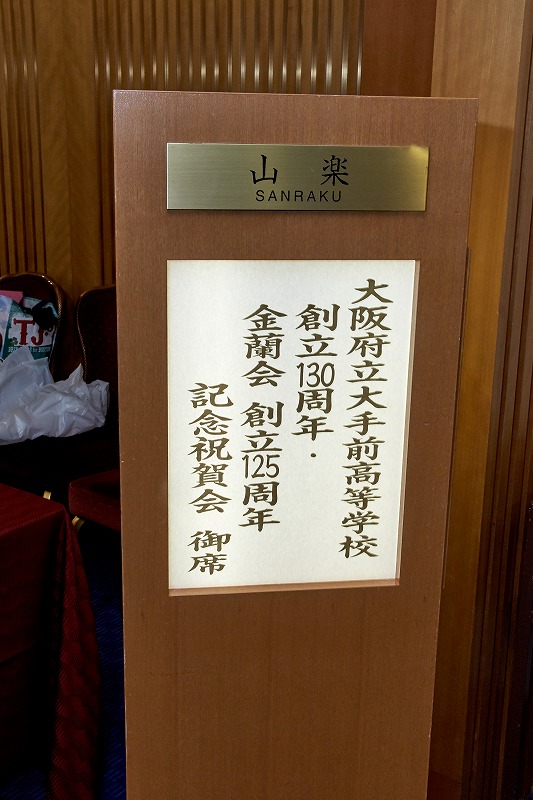 山 楽
SANRAKU
大阪府立大手前高等学校
創立130周年・
金蘭会 創立125周年
記念祝賀会 御席
TJ